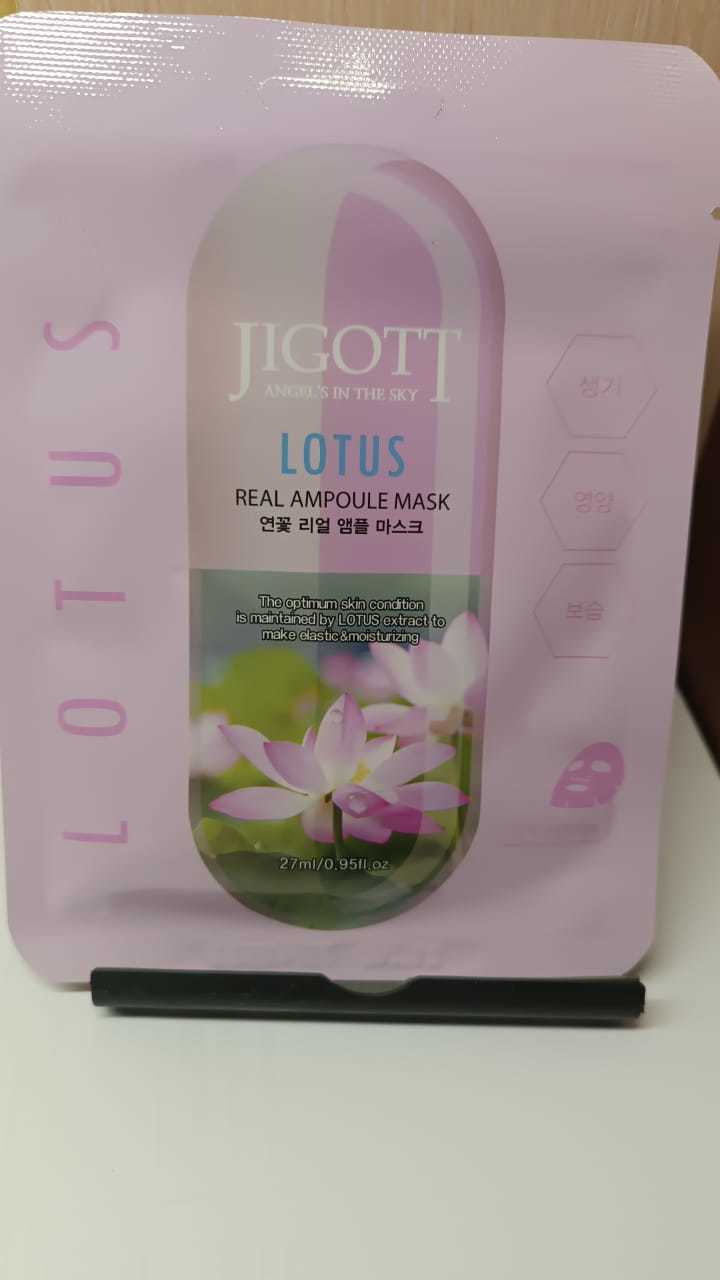 LOTUS
JIGOTT
ANGEL'S IN THE SKY
LOTUS
REAL AMPOULE MASK
연꽃 리얼 앰플 마스크
The optimum skin condition
is maintained by LOTUS extract to
make elastic&moisturizing
27ml/0.95fl.oz
생기
영양
보습